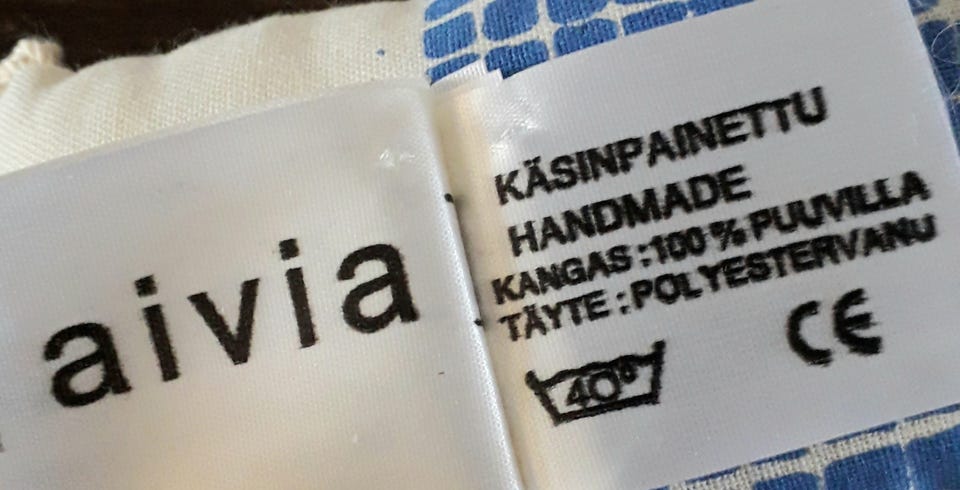 aivia
KÄSINPAINETTU
HANDMADE
KANGAS :100 % PUUVILLA
TÄYTE : POLYESTERVANU
40°
CE